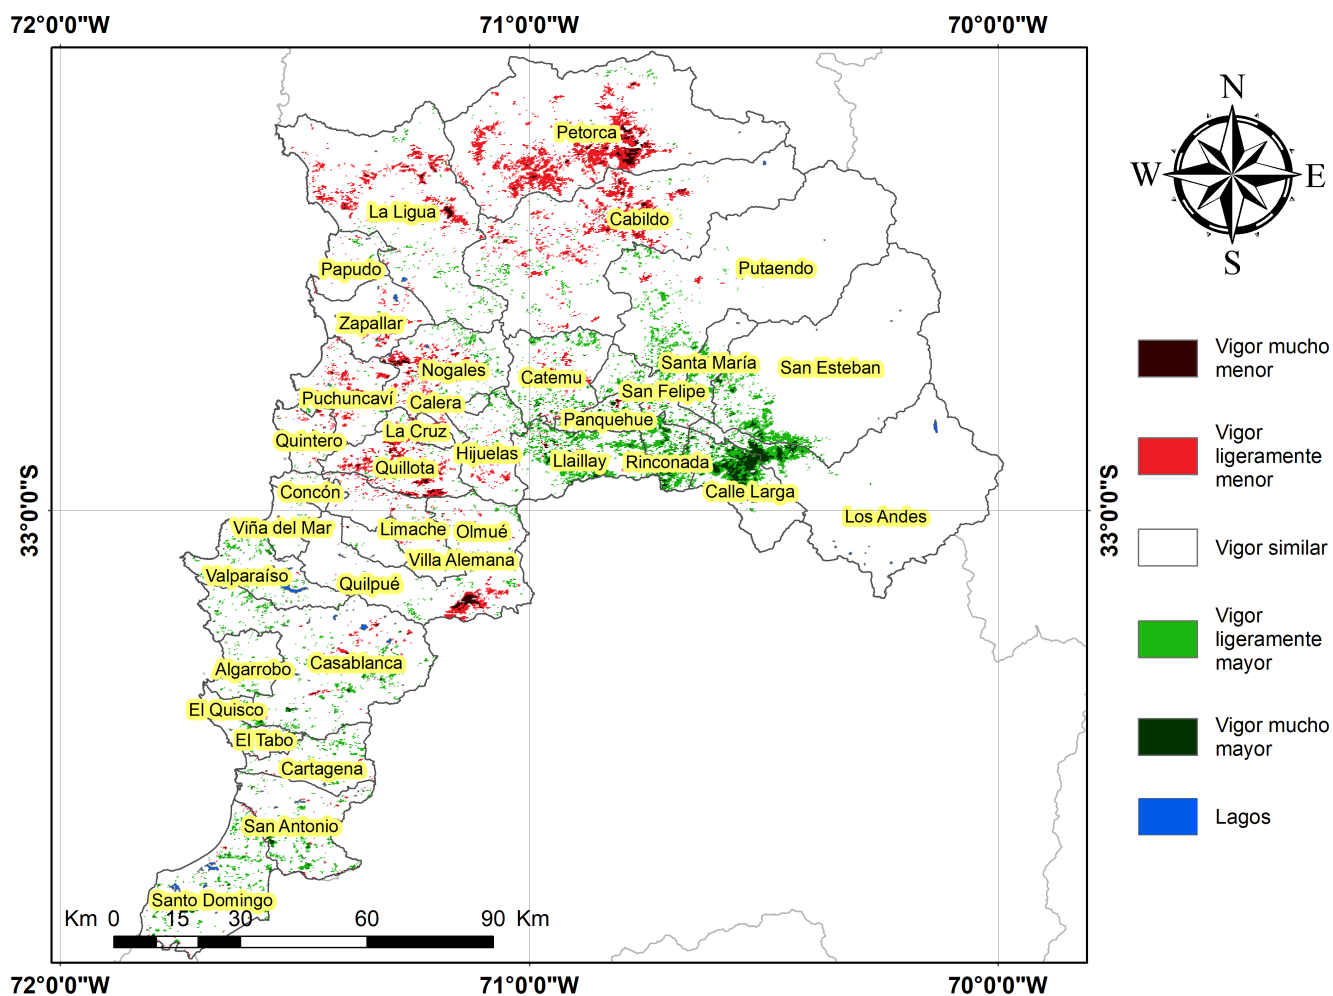 72°0'0"W 71°0'0"W 70°0'0"W
N
W E
S
33°0'0"S
33°0'0"S
Petorca
La Ligua
Cabildo
Papudo
Putaendo
Zapallar
Nogales
Catemu
Santa María
San Esteban
San Felipe
Puchuncaví
Calera
Panquehue
La Cruz
Quintero
Hijuelas
Llaillay
Rinconada
Quillota
Concón
Calle Larga
Los Andes
Viña del Mar
Limache
Olmué
Villa Alemana
Valparaíso
Quilpué
Algarrobo
Casablanca
El Quisco
El Tabo
Cartagena
San Antonio
Santo Domingo
Km 0 15 30 60 90 Km
72°0'0"W 71°0'0"W 70°0'0"W
Vigor mucho
menor
Vigor
ligeramente
menor
Vigor similar
Vigor
ligeramente
mayor
Vigor mucho
mayor
Lagos